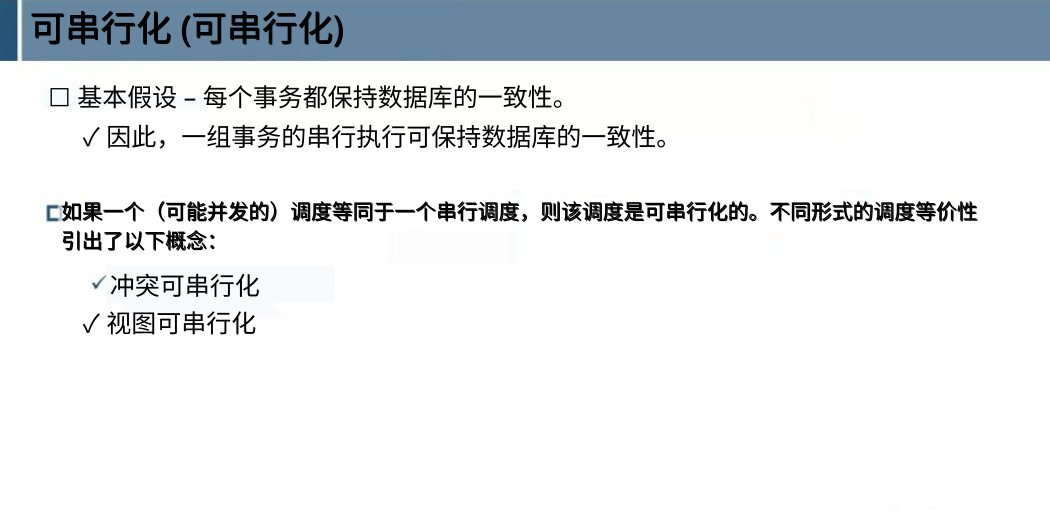 可串行化 (可串行化)
□ 基本假设 – 每个事务都保持数据库的一致性。
✓ 因此，一组事务的串行执行可保持数据库的一致性。
□如果一个（可能并发的）调度等同于一个串行调度，则该调度是可串行化的。不同形式的调度等价性
引出了以下概念：
✓冲突可串行化
✓ 视图可串行化